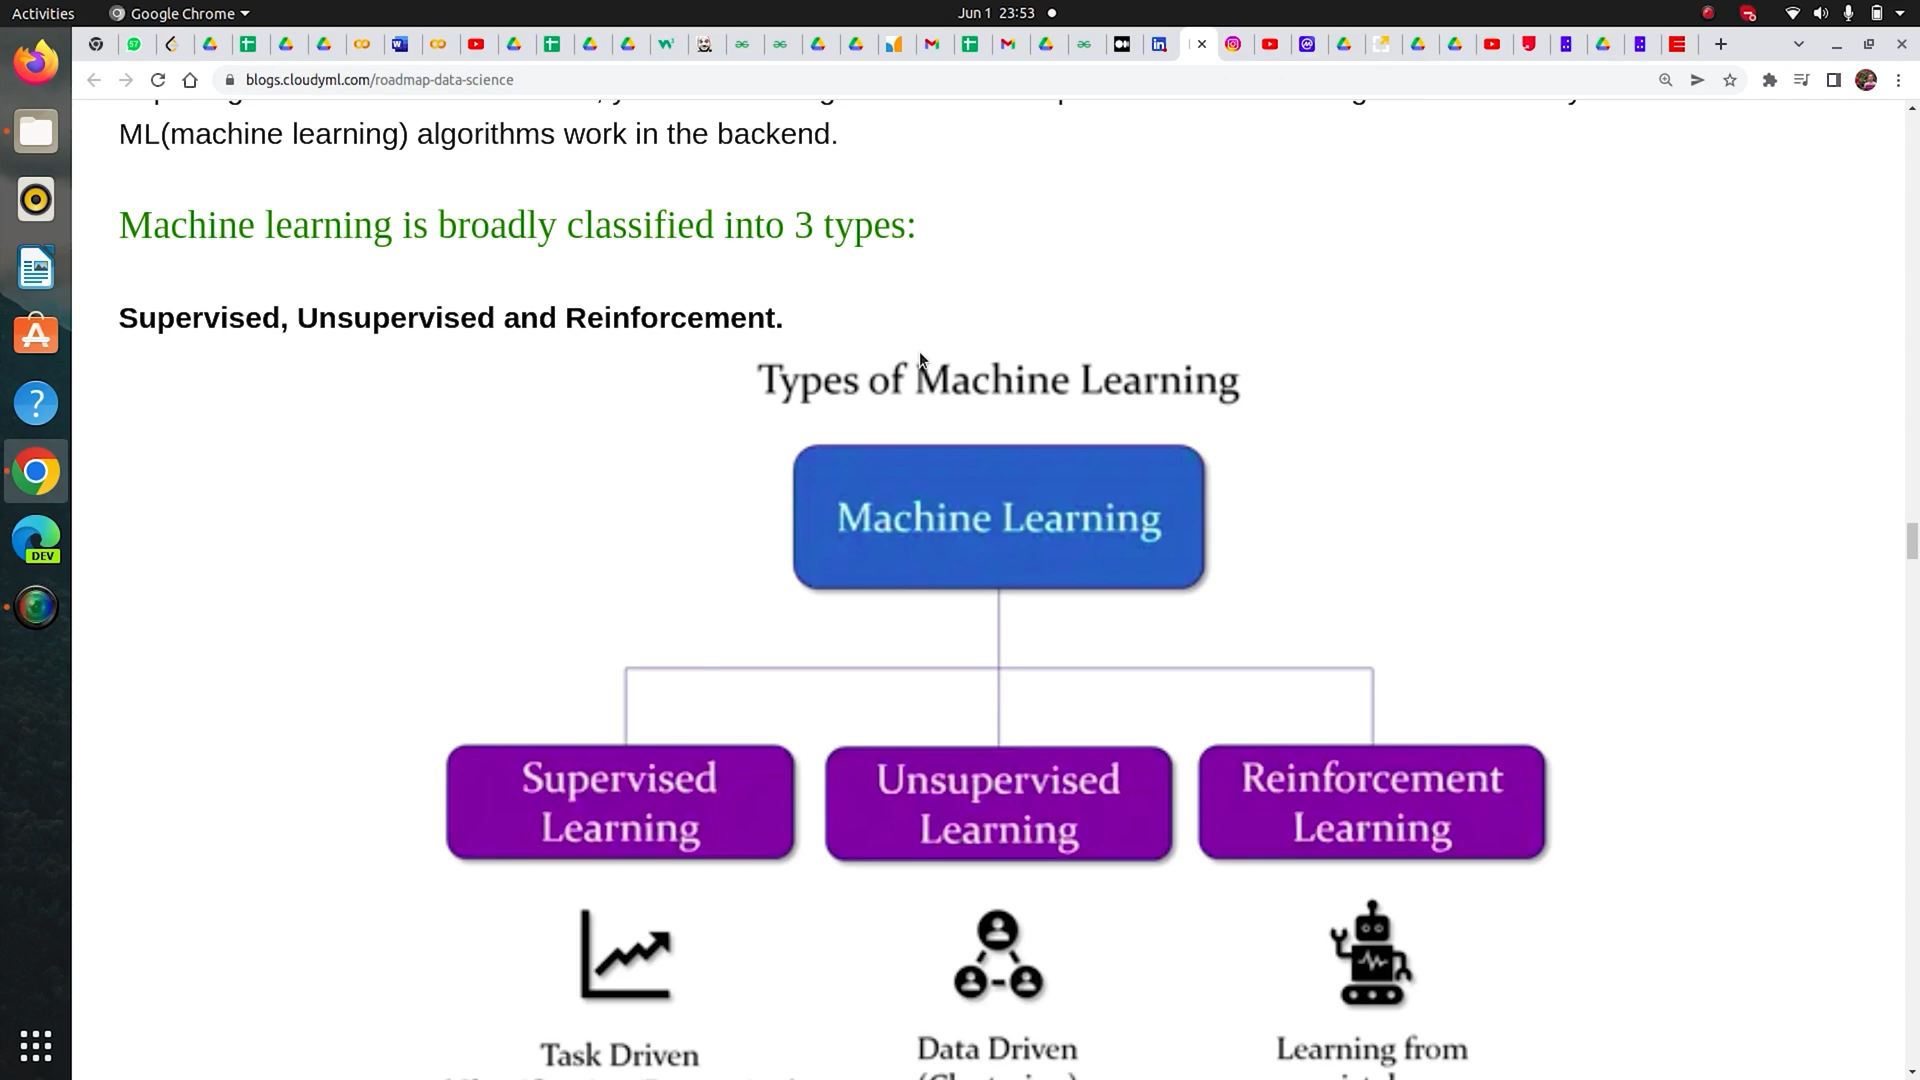 Activities
Google Chrome
Jun 1 23:53
blogs.cloudyml.com/roadmap-data-science
ML(machine learning) algorithms work in the backend.
Machine learning is broadly classified into 3 types:
Supervised, Unsupervised and Reinforcement.
Types of Machine Learning
Machine Learning
Supervised
Learning
Unsupervised
Learning
Reinforcement
Learning
Task Driven
Data Driven
Learning from
DEV